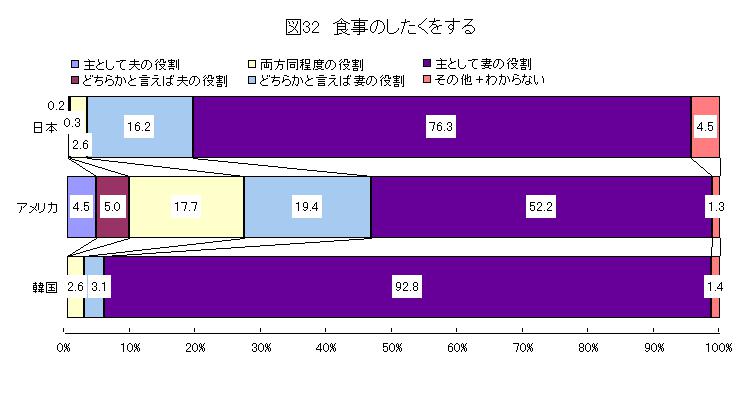 図32　食事のしたくをする
主として夫の役割　両方同程度の役割　主として妻の役割
どちらかと言えば夫の役割　どちらかと言えば妻の役割　その他＋わからない
0.2
日本 0.3 2.6 16.2 76.3 4.5
アメリカ 4.5 5.0 17.7 19.4 52.2 1.3
韓国 2.6 3.1 92.8 1.4
0% 10% 20% 30% 40% 50% 60% 70% 80% 90% 100%